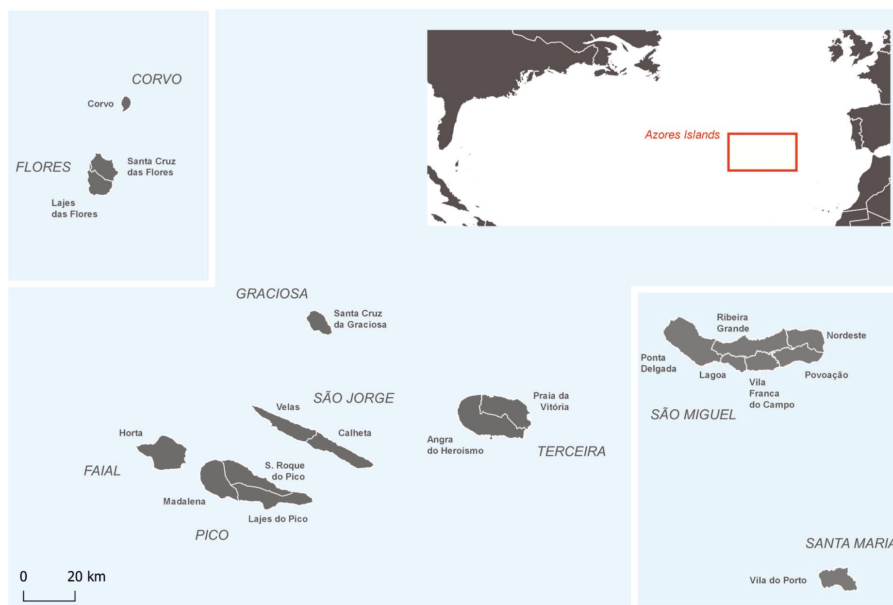 CORVO
Corvo
FLORES
Santa Cruz
das Flores
Lajes
das Flores
Azores Islands
GRACIOSA
Santa Cruz
da Graciosa
SÃO JORGE
Velas
Calheta
Horta
FAIAL
S. Roque
do Pico
Madalena
Lajes do Pico
PICO
Praia da
Vitória
Angra
do Heroismo
TERCEIRA
Ribeira
Grande
Nordeste
Ponta
Delgada
Lagoa
Vila
Franca
do Campo
Povoação
SÃO MIGUEL
SANTA MARIA
Vila do Porto
0 20 km